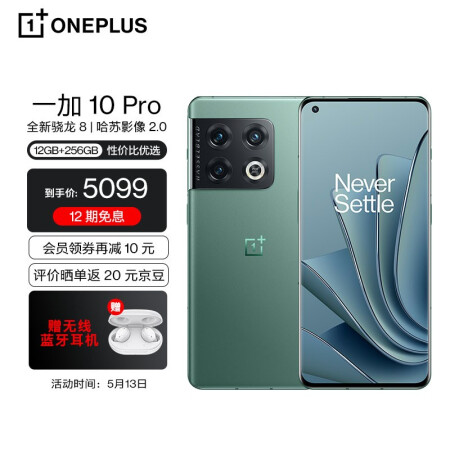 1+ ONEPLUS
一加 10 Pro
全新骁龙 8 | 哈苏影像 2.0
12GB+256GB 性价比优选
到手价: 5099
12 期免息
会员领券再减 10 元
评价晒单返 20 元京豆
赠
赠无线
蓝牙耳机
活动时间: 5月13日
HASSELBLAD
1+
Never
Settle